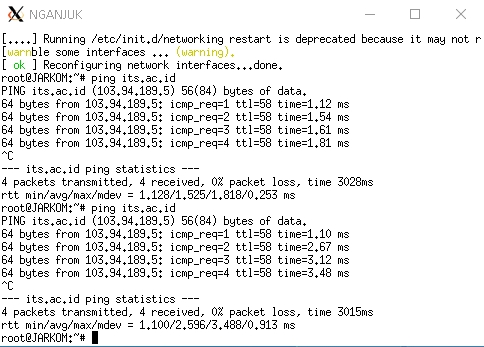 NGANJUK
[....] Running /etc/init.d/networking restart is deprecated because it may not r
[warnble some interfaces ... (warning).
[ ok ] Reconfiguring network interfaces...done.
root@JARKOM:~# ping its.ac.id
PING its.ac.id (103.94.189.5) 56(84) bytes of data.
64 bytes from 103.94.189.5: icmp_req=1 ttl=58 time=1.12 ms
64 bytes from 103.94.189.5: icmp_req=2 ttl=58 time=1.54 ms
64 bytes from 103.94.189.5: icmp_req=3 ttl=58 time=1.61 ms
64 bytes from 103.94.189.5: icmp_req=4 ttl=58 time=1.81 ms
^C
--- its.ac.id ping statistics ---
4 packets transmitted, 4 received, 0% packet loss, time 3028ms
rtt min/avg/max/mdev = 1.128/1.525/1.818/0.253 ms
root@JARKOM:~# ping its.ac.id
PING its.ac.id (103.94.189.5) 56(84) bytes of data.
64 bytes from 103.94.189.5: icmp_req=1 ttl=58 time=1.10 ms
64 bytes from 103.94.189.5: icmp_req=2 ttl=58 time=2.67 ms
64 bytes from 103.94.189.5: icmp_req=3 ttl=58 time=3.12 ms
64 bytes from 103.94.189.5: icmp_req=4 ttl=58 time=3.48 ms
^C
--- its.ac.id ping statistics ---
4 packets transmitted, 4 received, 0% packet loss, time 3015ms
rtt min/avg/max/mdev = 1.100/2.596/3.488/0.913 ms
root@JARKOM:~#